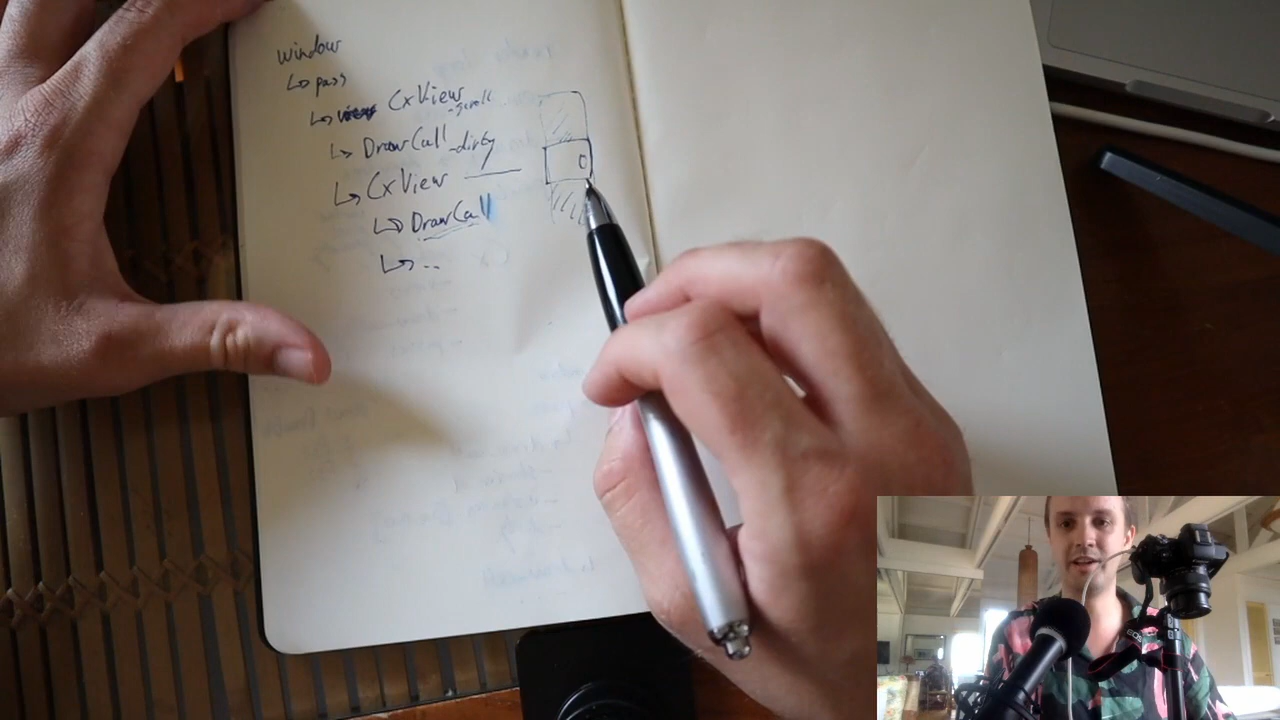 window
↳ pass
↳ CxView -scroll
↳ DrawCall -dirty
↳ CxView
↳ DrawCall
↳ ..